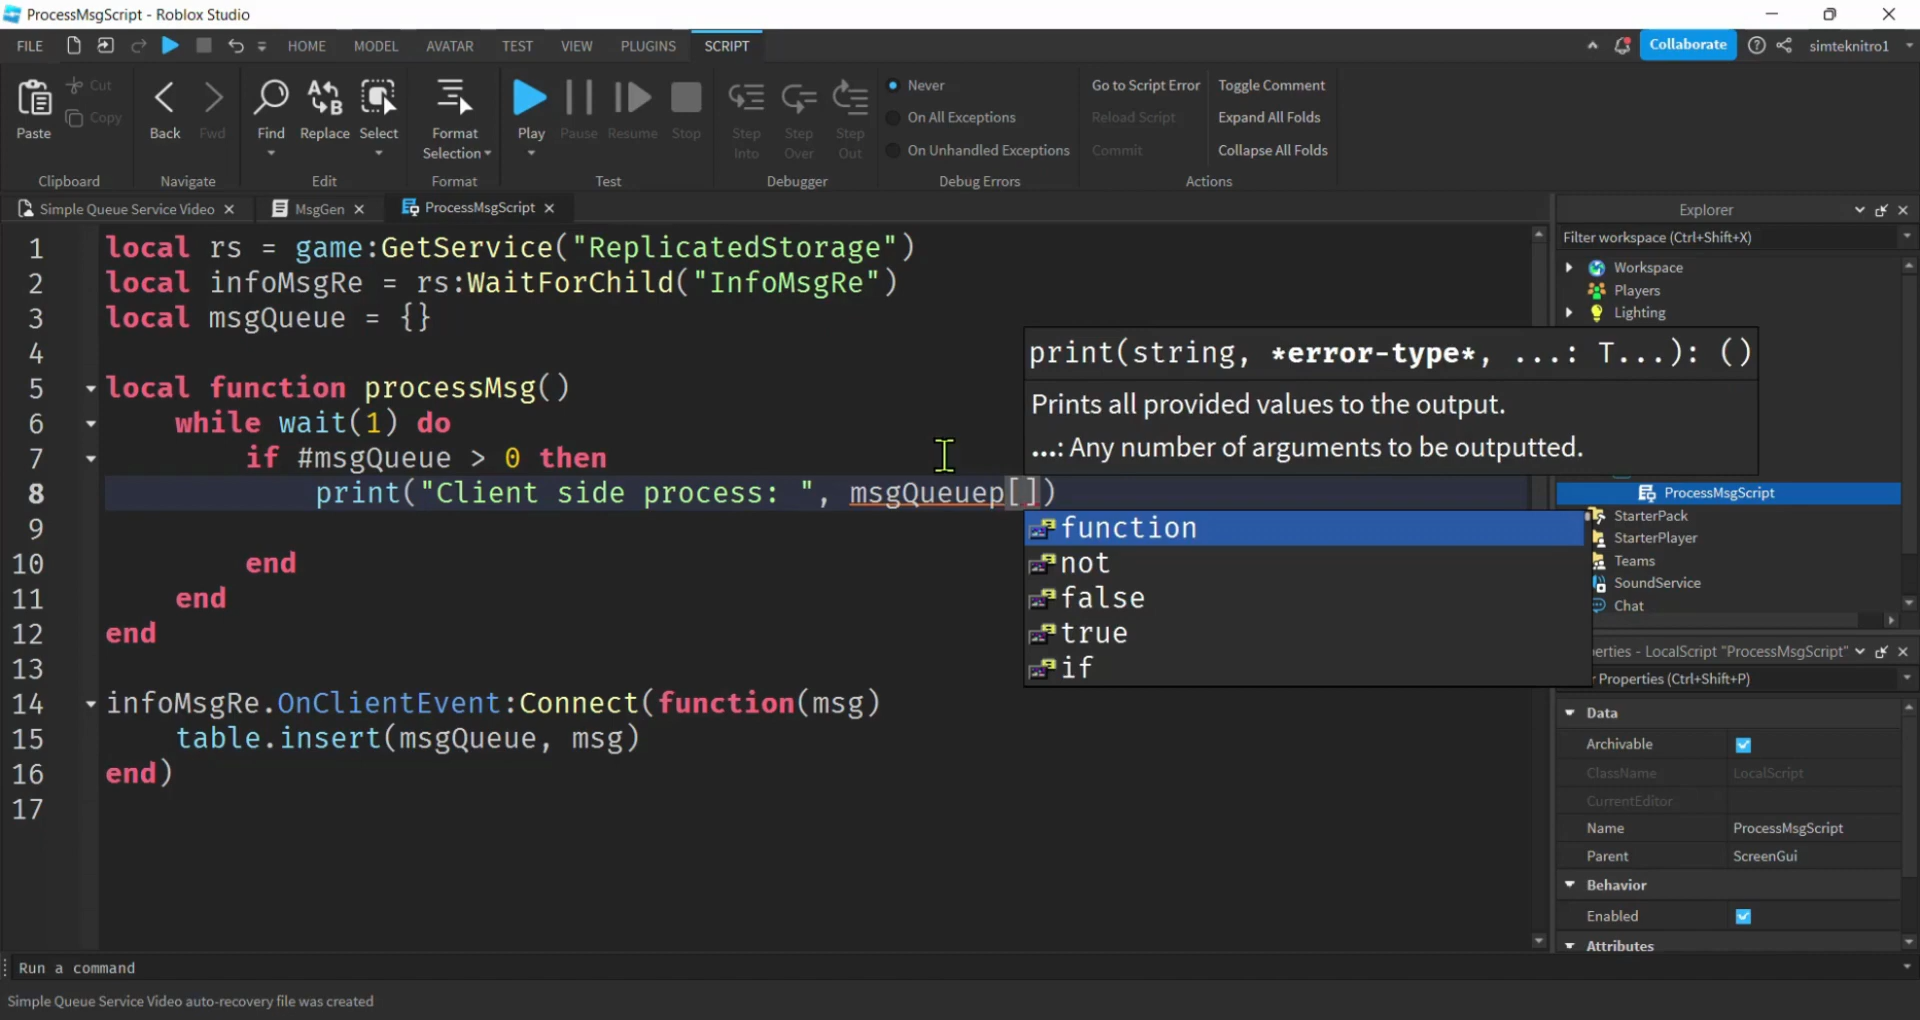 ProcessMsgScript - Roblox Studio
FILE HOME MODEL AVATAR TEST VIEW PLUGINS SCRIPT Collaborate simteknitro1
Paste
Cut
Copy
Clipboard
Back Fwd
Navigate
Find Replace Select
Edit
Format
Selection
Format
Play Pause Resume Stop
Test
Step
Into
Step
Over
Step
Out
Debugger
Never
On All Exceptions
On Unhandled Exceptions
Debug Errors
Go to Script Error
Reload Script
Commit
Toggle Comment
Expand All Folds
Collapse All Folds
Actions
Simple Queue Service Video MsgGen ProcessMsgScript
1 local rs = game:GetService("ReplicatedStorage")
2 local infoMsgRe = rs:WaitForChild("InfoMsgRe")
3 local msgQueue = {}
4
5 local function processMsg()
6 while wait(1) do
7 if #msgQueue > 0 then
8 print("Client side process: ", msgQueuep[])
9
10 end
11 end
12 end
13
14 infoMsgRe.OnClientEvent:Connect(function(msg)
15 table.insert(msgQueue, msg)
16 end)
17
print(string, *error-type*, ...: T...): ()
Prints all provided values to the output.
...: Any number of arguments to be outputted.
function
not
false
true
if
Explorer
Filter workspace (Ctrl+Shift+X)
Workspace
Players
Lighting
ProcessMsgScript
StarterPack
StarterPlayer
Teams
SoundService
Chat
erties - LocalScript "ProcessMsgScript"
Properties (Ctrl+Shift+P)
Data
Archivable
ClassName LocalScript
CurrentEditor
Name ProcessMsgScript
Parent ScreenGui
Behavior
Enabled
Attributes
Run a command
Simple Queue Service Video auto-recovery file was created